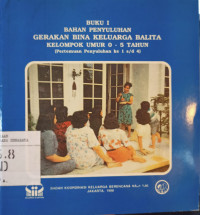 BUKU I
BAHAN PENYULUHAN
GERAKAN BINA KELUARGA BALITA
KELOMPOK UMUR 0 - 5 TAHUN
(Pertemuan Penyuluhan ke 1 s/d 4)
.8
BADAN KOORDINASI KELUARGA BERENCANA NASIONAL
JAKARTA,